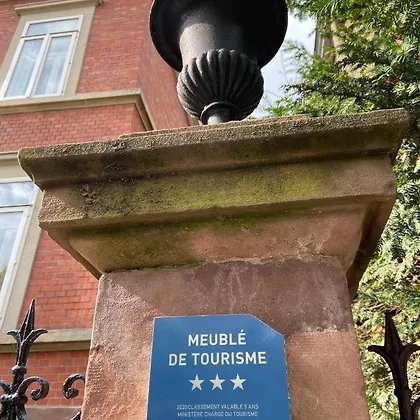 MEUBLÉ
DE TOURISME
2020 CLASSEMENT VALABLE 5 ANS
MINISTÈRE CHARGÉ DU TOURISME